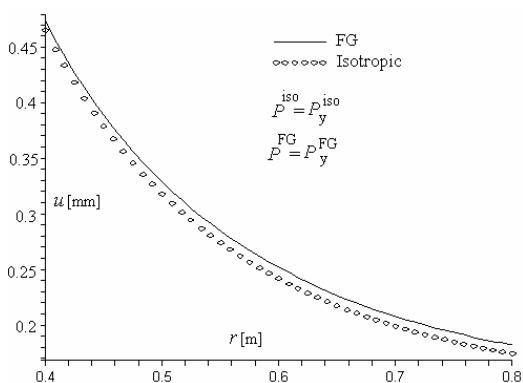 0.45
0.4
0.35
0.3
0.25
0.2
u [mm]
FG
Isotropic
P^iso = P_y^iso
P^FG = P_y^FG
r [m]
0.4 0.5 0.6 0.7 0.8